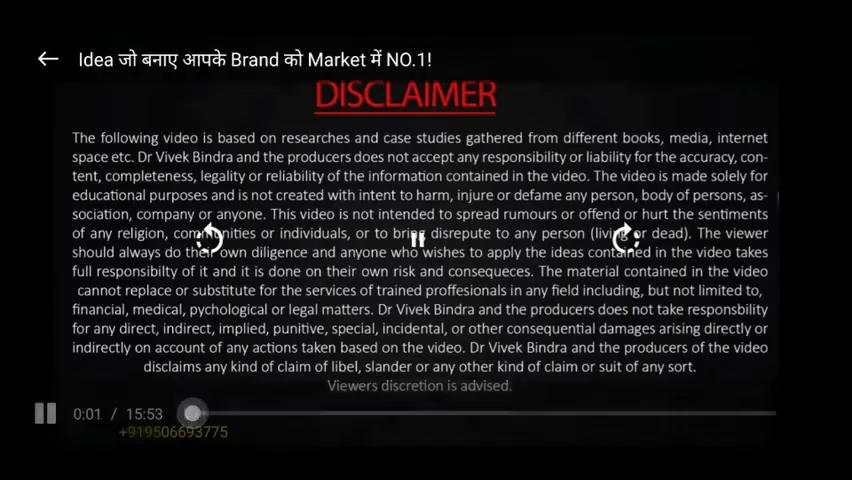 Idea जो बनाए आपके Brand को Market में NO.1!
DISCLAIMER
The following video is based on researches and case studies gathered from different books, media, internet
space etc. Dr Vivek Bindra and the producers does not accept any responsibility or liability for the accuracy, con-
tent, completeness, legality or reliability of the information contained in the video. The video is made solely for
educational purposes and is not created with intent to harm, injure or defame any person, body of persons, as-
sociation, company or anyone. This video is not intended to spread rumours or offend or hurt the sentiments
of any religion, communities or individuals, or to bring disrepute to any person (living or dead). The viewer
should always do their own diligence and anyone who wishes to apply the ideas contained in the video takes
full responsibilty of it and it is done on their own risk and consequeces. The material contained in the video
cannot replace or substitute for the services of trained proffesionals in any field including, but not limited to,
financial, medical, pychological or legal matters. Dr Vivek Bindra and the producers does not take responsbility
for any direct, indirect, implied, punitive, special, incidental, or other consequential damages arising directly or
indirectly on account of any actions taken based on the video. Dr Vivek Bindra and the producers of the video
disclaims any kind of claim of libel, slander or any other kind of claim or suit of any sort.
Viewers discretion is advised.
0:01 / 15:53
+919506693775